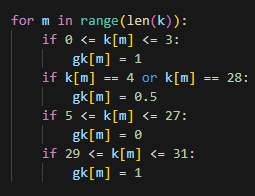 for m in range(len(k)):
    if 0 <= k[m] <= 3:
        gk[m] = 1
    if k[m] == 4 or k[m] == 28:
        gk[m] = 0.5
    if 5 <= k[m] <= 27:
        gk[m] = 0
    if 29 <= k[m] <= 31:
        gk[m] = 1